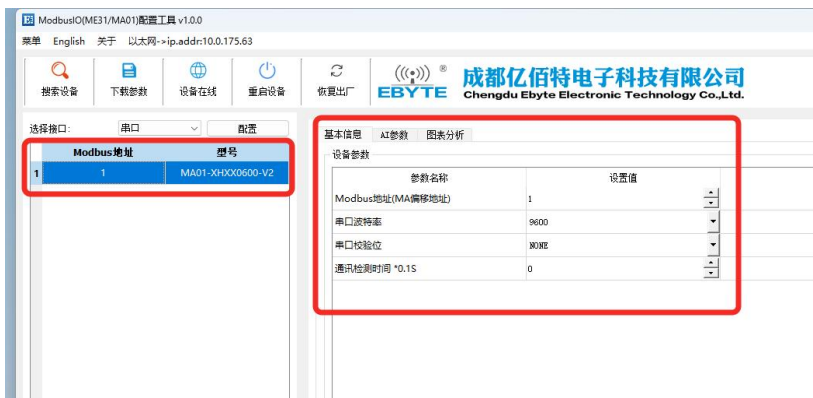 ModbusIO(ME31/MA01)配置工具 v1.0.0
菜单 English 关于 以太网->ip.addr:10.0.175.63
搜索设备 下载参数 设备在线 重启设备 恢复出厂
EBYTE ®
成都亿佰特电子科技有限公司
Chengdu Ebyte Electronic Technology Co.,Ltd.
选择接口: 串口 配置
Modbus地址 型号
1 1 MA01-XHXX0600-V2
基本信息 AI参数 图表分析
设备参数
参数名称 设置值
Modbus地址(MA偏移地址) 1
串口波特率 9600
串口校验位 NONE
通讯检测时间 *0.1S 0